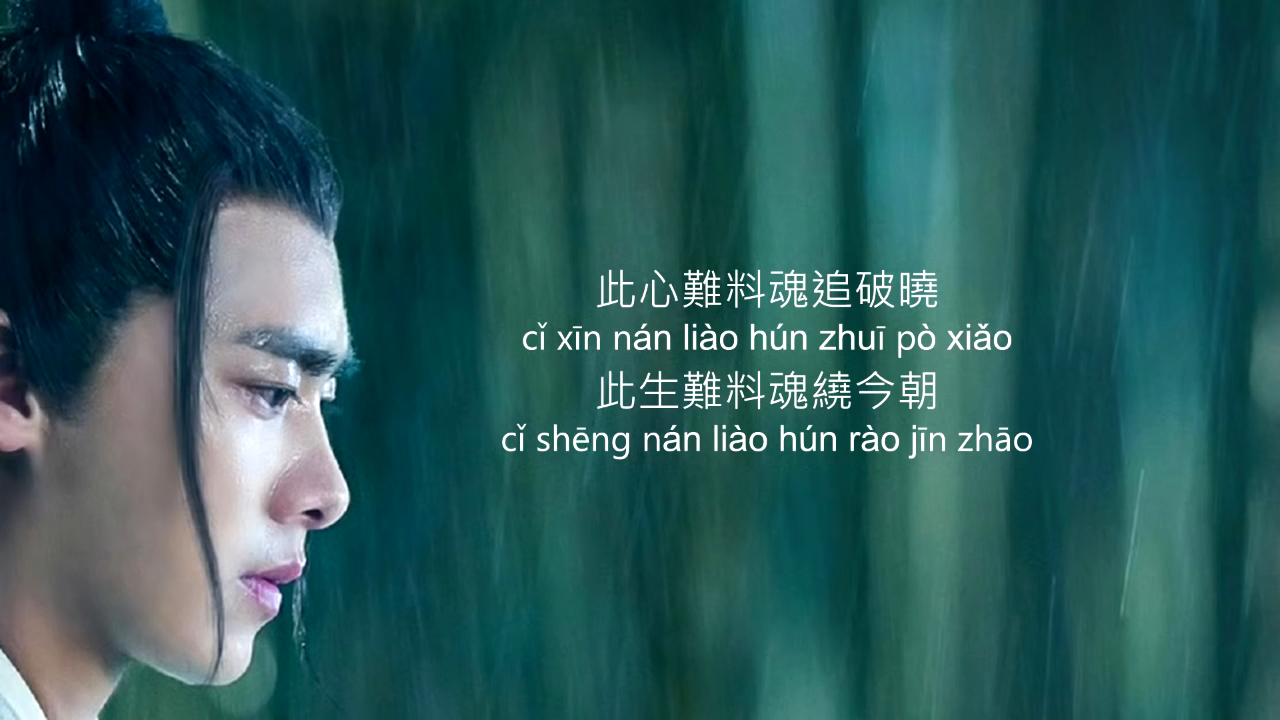 此心難料魂追破曉
cǐ xīn nán liào hún zhuī pò xiǎo
此生難料魂繞今朝
cǐ shēng nán liào hún rào jīn zhāo